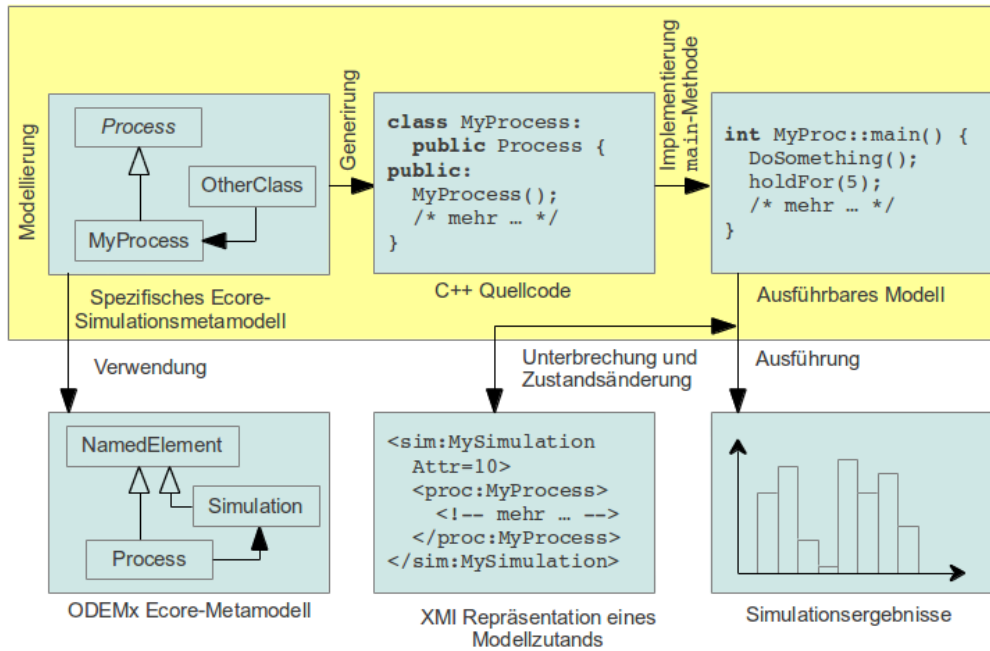 Modellierung
Process
OtherClass
MyProcess
Spezifisches Ecore-
Simulationsmetamodell
Generirung
class MyProcess:
public Process {
public:
MyProcess();
/* mehr … */
}
C++ Quellcode
Implementierung
main-Methode
int MyProc::main() {
DoSomething();
holdFor(5);
/* mehr … */
}
Ausführbares Modell
Verwendung
Unterbrechung und
Zustandsänderung
Ausführung
NamedElement
Simulation
Process
ODEMx Ecore-Metamodell
<sim:MySimulation
Attr=10>
<proc:MyProcess>
<!-- mehr … -->
</proc:MyProcess>
</sim:MySimulation>
XMI Repräsentation eines
Modellzutands
Simulationsergebnisse